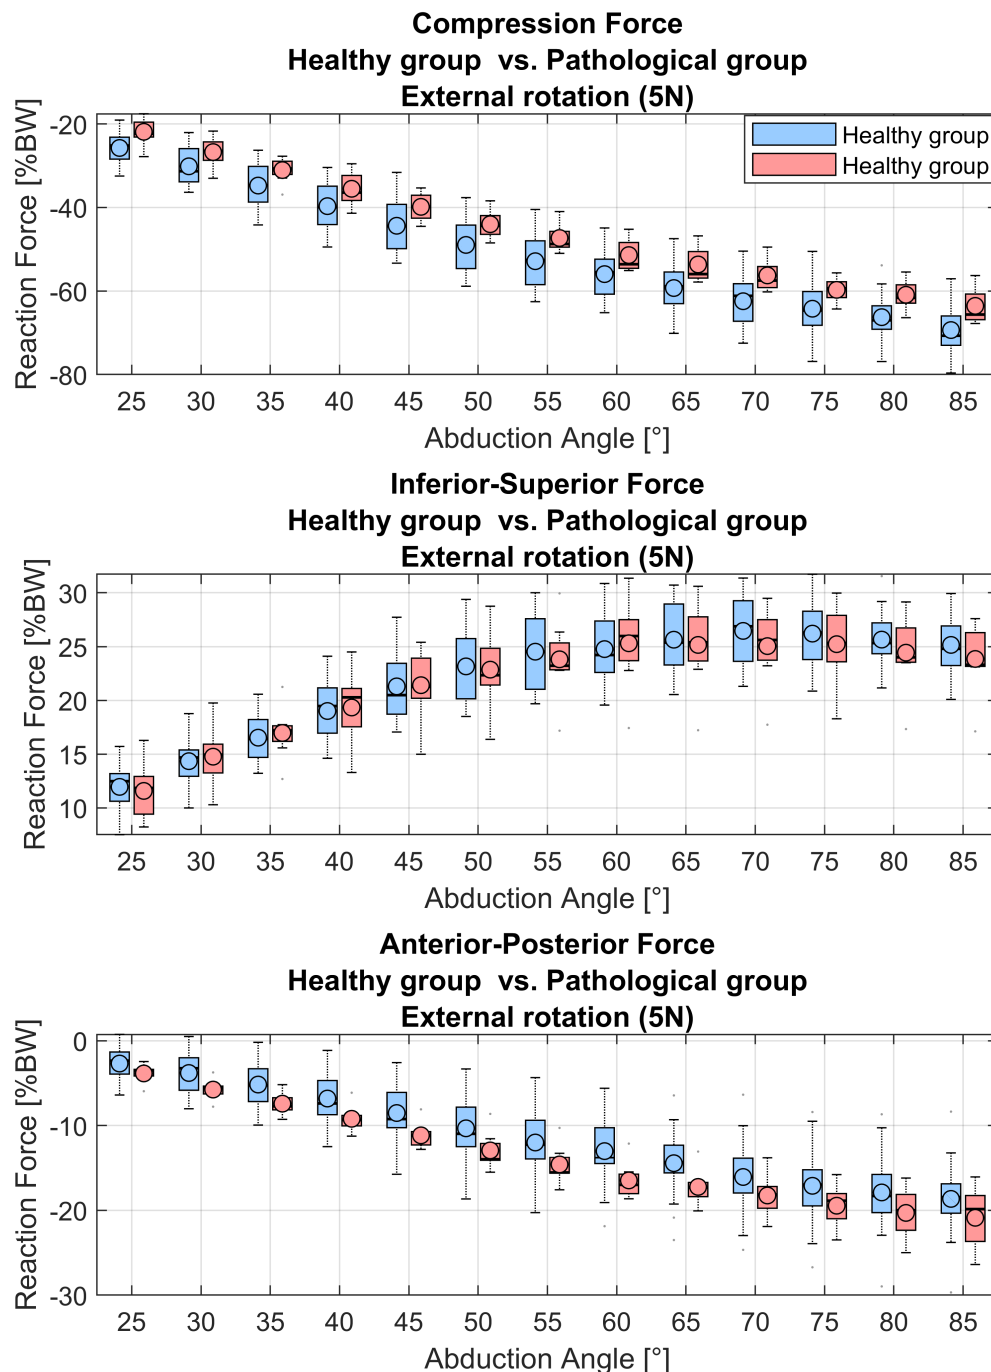 Compression Force
Healthy group vs. Pathological group
External rotation (5N)
Reaction Force [%BW]
-20
-40
-60
-80
Healthy group
Healthy group
25 30 35 40 45 50 55 60 65 70 75 80 85
Abduction Angle [°]
Inferior-Superior Force
Healthy group vs. Pathological group
External rotation (5N)
Reaction Force [%BW]
30
25
20
15
10
25 30 35 40 45 50 55 60 65 70 75 80 85
Abduction Angle [°]
Anterior-Posterior Force
Healthy group vs. Pathological group
External rotation (5N)
Reaction Force [%BW]
0
-10
-20
-30
25 30 35 40 45 50 55 60 65 70 75 80 85
Abduction Angle [°]